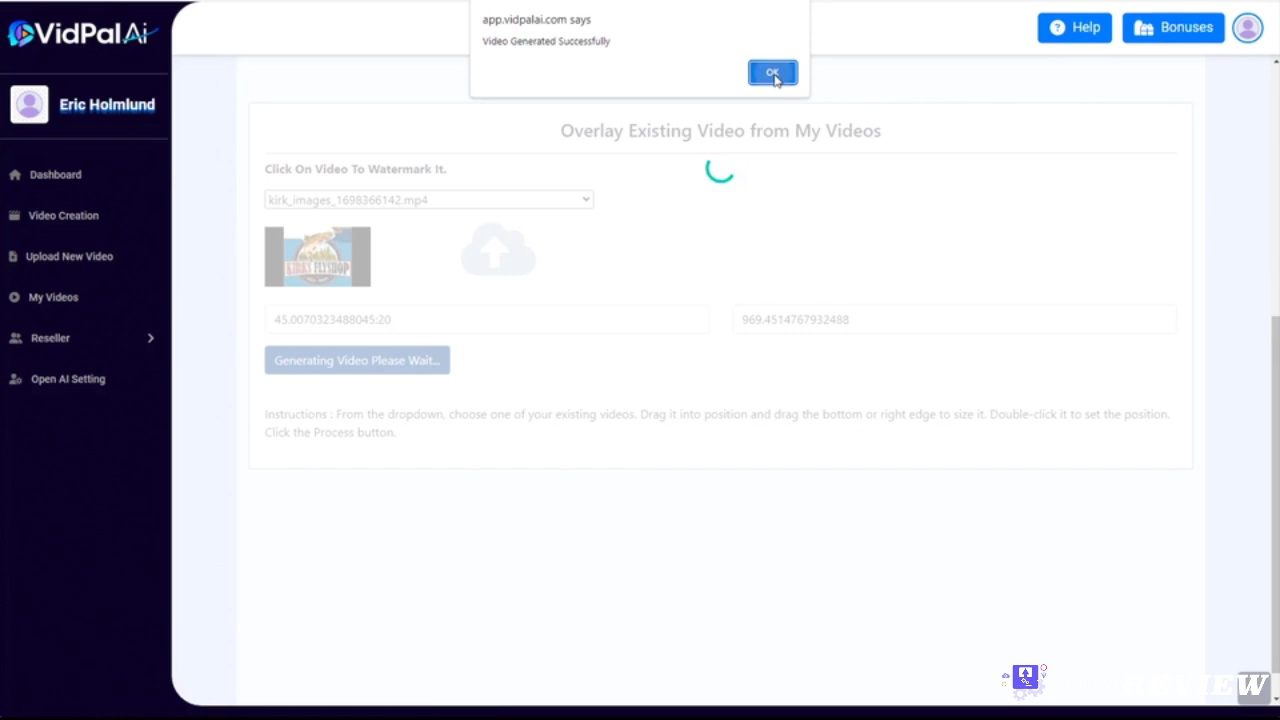 VidPalAi
app.vidpalai.com says
Video Generated Successfully
OK
Help
Bonuses
Eric Holmlund
Dashboard
Video Creation
Upload New Video
My Videos
Reseller
Open AI Setting
Overlay Existing Video from My Videos
Click On Video To Watermark It.
kirk_images_1698366142.mp4
KIRKS FLYSHOP
45.0070323488045:20
969.4514767932488
Generating Video Please Wait...
Instructions : From the dropdown, choose one of your existing videos. Drag it into position and drag the bottom or right edge to size it. Double-click it to set the position.
Click the Process button.